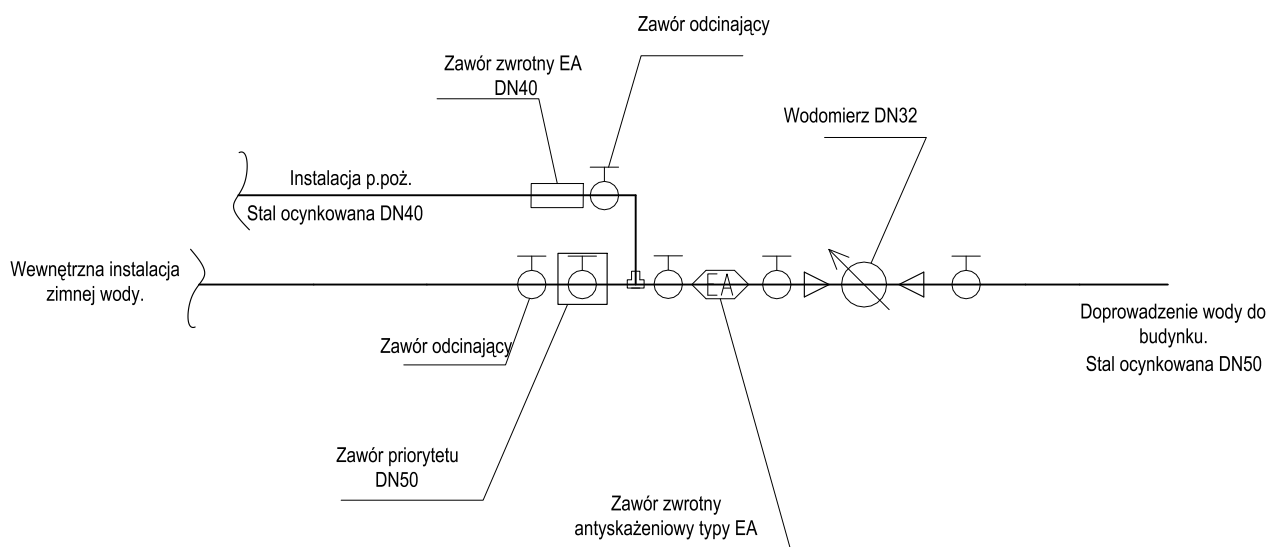 Zawór odcinający
Zawór zwrotny EA
DN40
Wodomierz DN32
Instalacja p.poż.
Stal ocynkowana DN40
Wewnętrzna instalacja
zimnej wody.
EA
Doprowadzenie wody do
budynku.
Stal ocynkowana DN50
Zawór odcinający
Zawór priorytetu
DN50
Zawór zwrotny
antyskażeniowy typy EA